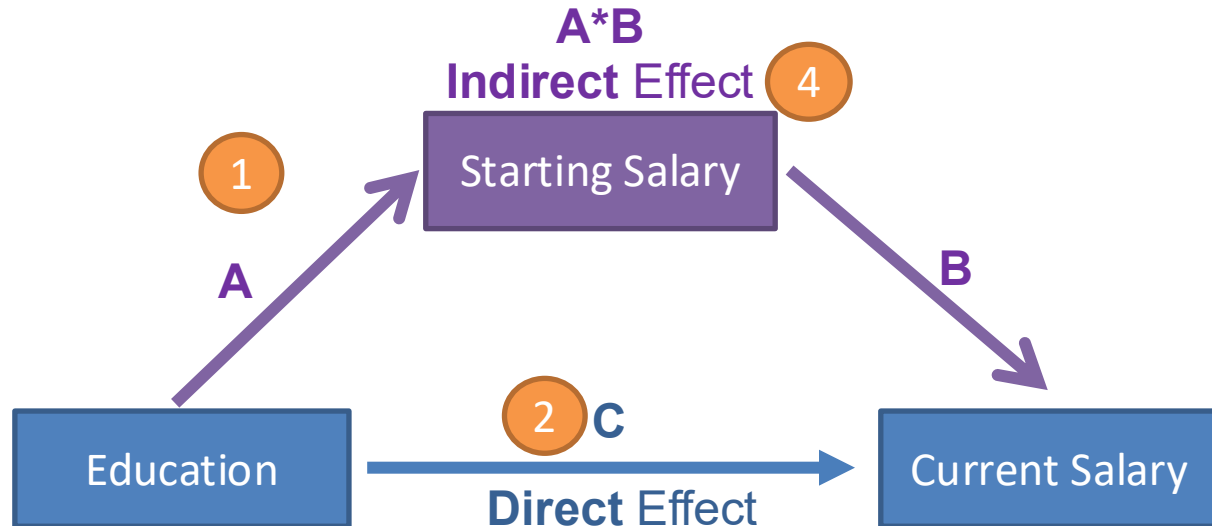 A*B
Indirect Effect
4
1
Starting Salary
A
B
2
C
Education
Current Salary
Direct Effect